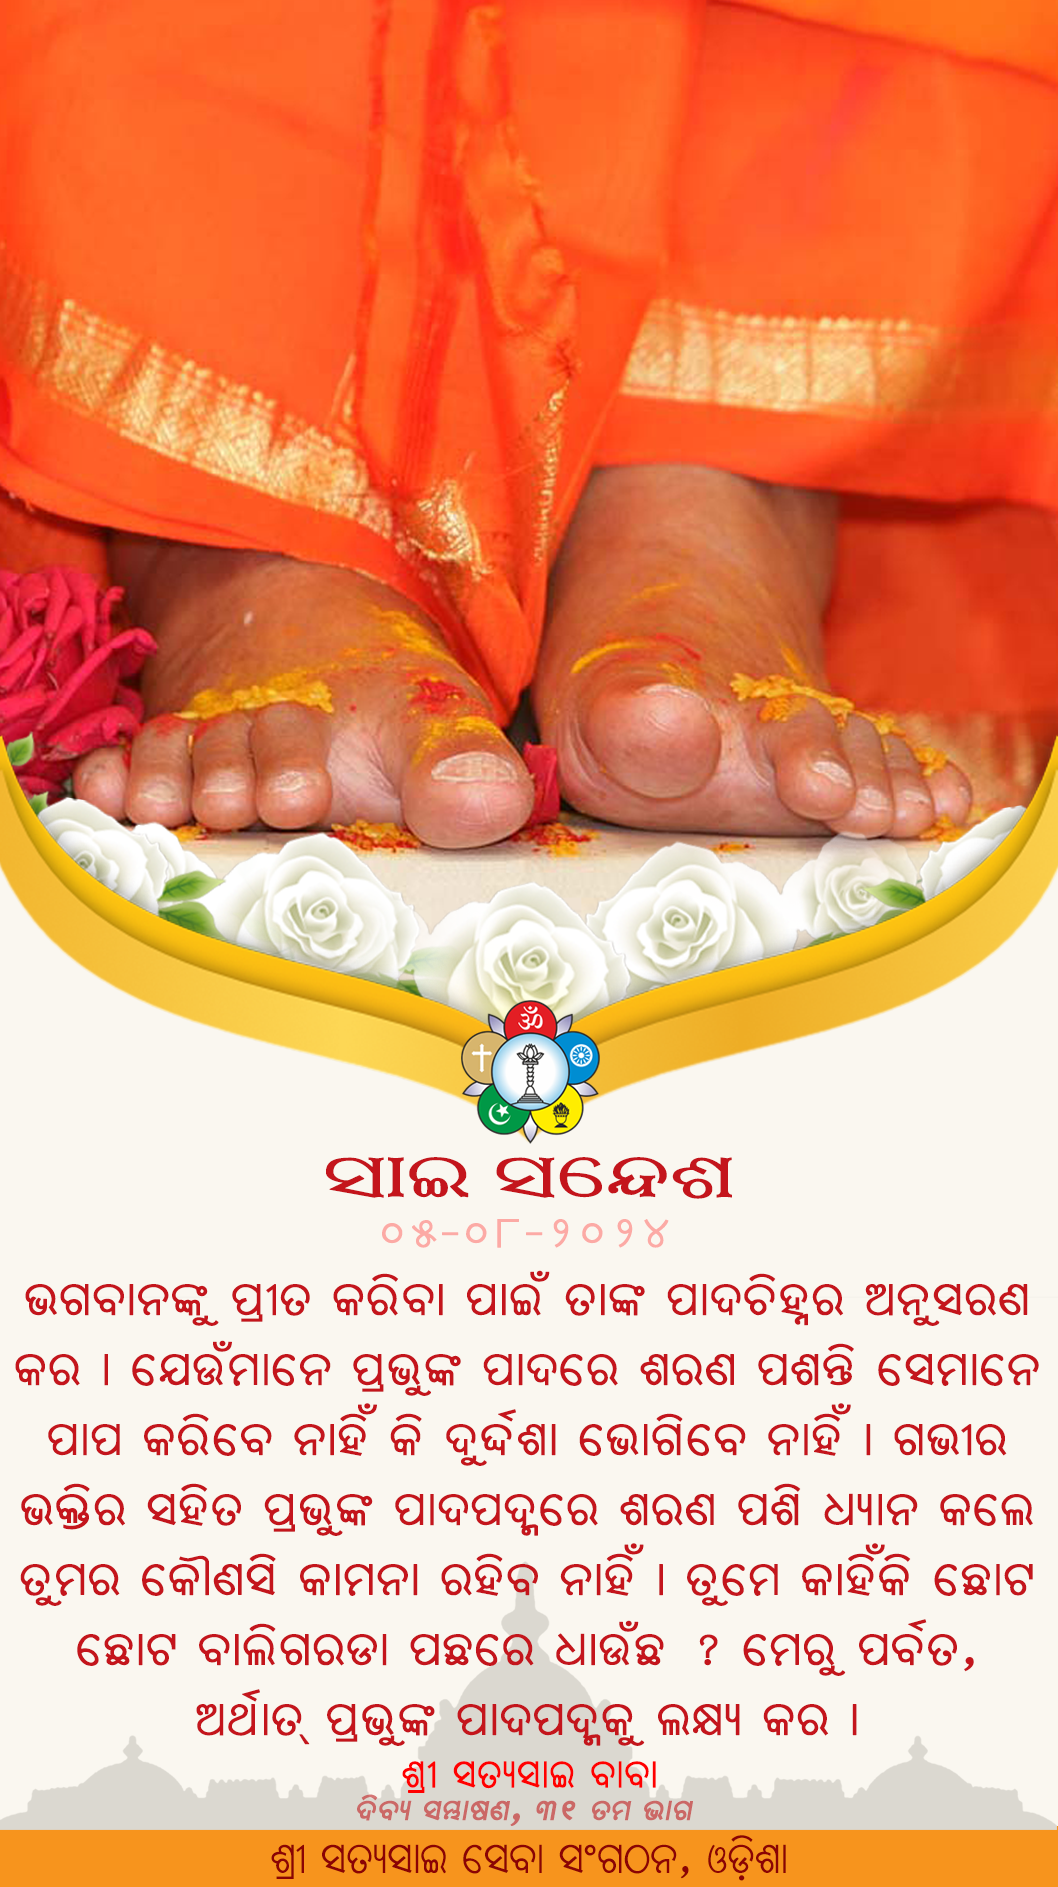 ସାଇ ସନ୍ଦେଶ
୦୫-୦୮-୨୦୨୪
ଭଗବାନଙ୍କୁ ପ୍ରୀତ କରିବା ପାଇଁ ତାଙ୍କ ପାଦଚିହ୍ନର ଅନୁସରଣ
କର । ଯେଉଁମାନେ ପ୍ରଭୁଙ୍କ ପାଦରେ ଶରଣ ପଶନ୍ତି ସେମାନେ
ପାପ କରିବେ ନାହିଁ କି ଦୁର୍ଦ୍ଦଶା ଭୋଗିବେ ନାହିଁ । ଗଭୀର
ଭକ୍ତିର ସହିତ ପ୍ରଭୁଙ୍କ ପାଦପଦ୍ମରେ ଶରଣ ପଶି ଧ୍ୟାନ କଲେ
ତୁମର କୌଣସି କାମନା ରହିବ ନାହିଁ । ତୁମେ କାହିଁକି ଛୋଟ
ଛୋଟ ବାଲିଗରଡା ପଛରେ ଧାଉଁଛ ? ମେରୁ ପର୍ବତ,
ଅର୍ଥାତ୍ ପ୍ରଭୁଙ୍କ ପାଦପଦ୍ମକୁ ଲକ୍ଷ୍ୟ କର ।
ଶ୍ରୀ ସତ୍ୟସାଇ ବାବା
ଦିବ୍ୟ ସମ୍ଭାଷଣ, ୩୧ ତମ ଭାଗ
ଶ୍ରୀ ସତ୍ୟସାଇ ସେବା ସଂଗଠନ, ଓଡ଼ିଶା